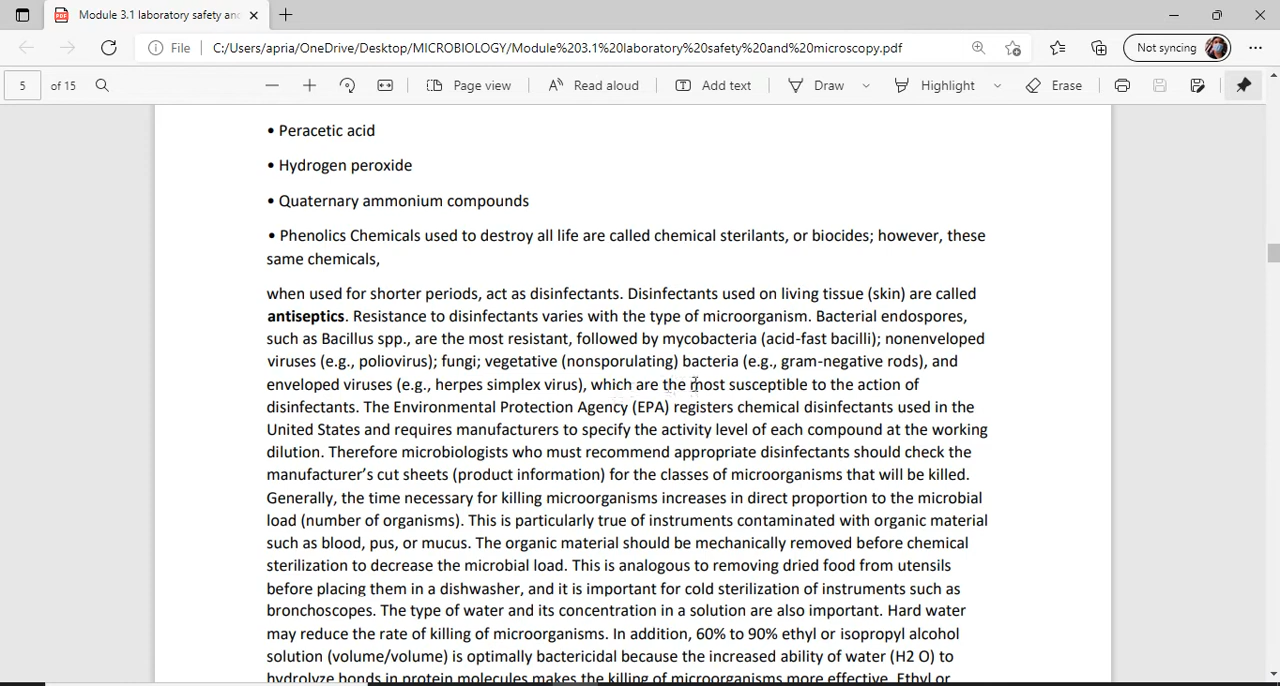 Module 3.1 laboratory safety and
File
C:/Users/apria/OneDrive/Desktop/MICROBIOLOGY/Module%203.1%20laboratory%20safety%20and%20microscopy.pdf
Not syncing
5 of 15
Page view
Read aloud
Add text
Draw
Highlight
Erase
• Peracetic acid
• Hydrogen peroxide
• Quaternary ammonium compounds
• Phenolics Chemicals used to destroy all life are called chemical sterilants, or biocides; however, these
same chemicals,
when used for shorter periods, act as disinfectants. Disinfectants used on living tissue (skin) are called
antiseptics. Resistance to disinfectants varies with the type of microorganism. Bacterial endospores,
such as Bacillus spp., are the most resistant, followed by mycobacteria (acid-fast bacilli); nonenveloped
viruses (e.g., poliovirus); fungi; vegetative (nonsporulating) bacteria (e.g., gram-negative rods), and
enveloped viruses (e.g., herpes simplex virus), which are the most susceptible to the action of
disinfectants. The Environmental Protection Agency (EPA) registers chemical disinfectants used in the
United States and requires manufacturers to specify the activity level of each compound at the working
dilution. Therefore microbiologists who must recommend appropriate disinfectants should check the
manufacturer's cut sheets (product information) for the classes of microorganisms that will be killed.
Generally, the time necessary for killing microorganisms increases in direct proportion to the microbial
load (number of organisms). This is particularly true of instruments contaminated with organic material
such as blood, pus, or mucus. The organic material should be mechanically removed before chemical
sterilization to decrease the microbial load. This is analogous to removing dried food from utensils
before placing them in a dishwasher, and it is important for cold sterilization of instruments such as
bronchoscopes. The type of water and its concentration in a solution are also important. Hard water
may reduce the rate of killing of microorganisms. In addition, 60% to 90% ethyl or isopropyl alcohol
solution (volume/volume) is optimally bactericidal because the increased ability of water (H2 O) to
hydrolyze bonds in protein molecules makes the killing of microorganisms more effective. Ethyl or